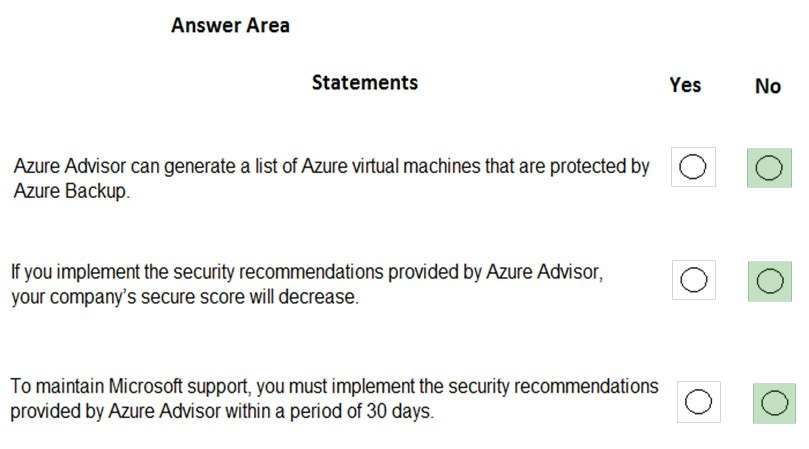 Answer Area
Statements Yes No
Azure Advisor can generate a list of Azure virtual machines that are protected by
Azure Backup.
If you implement the security recommendations provided by Azure Advisor,
your company's secure score will decrease.
To maintain Microsoft support, you must implement the security recommendations
provided by Azure Advisor within a period of 30 days.